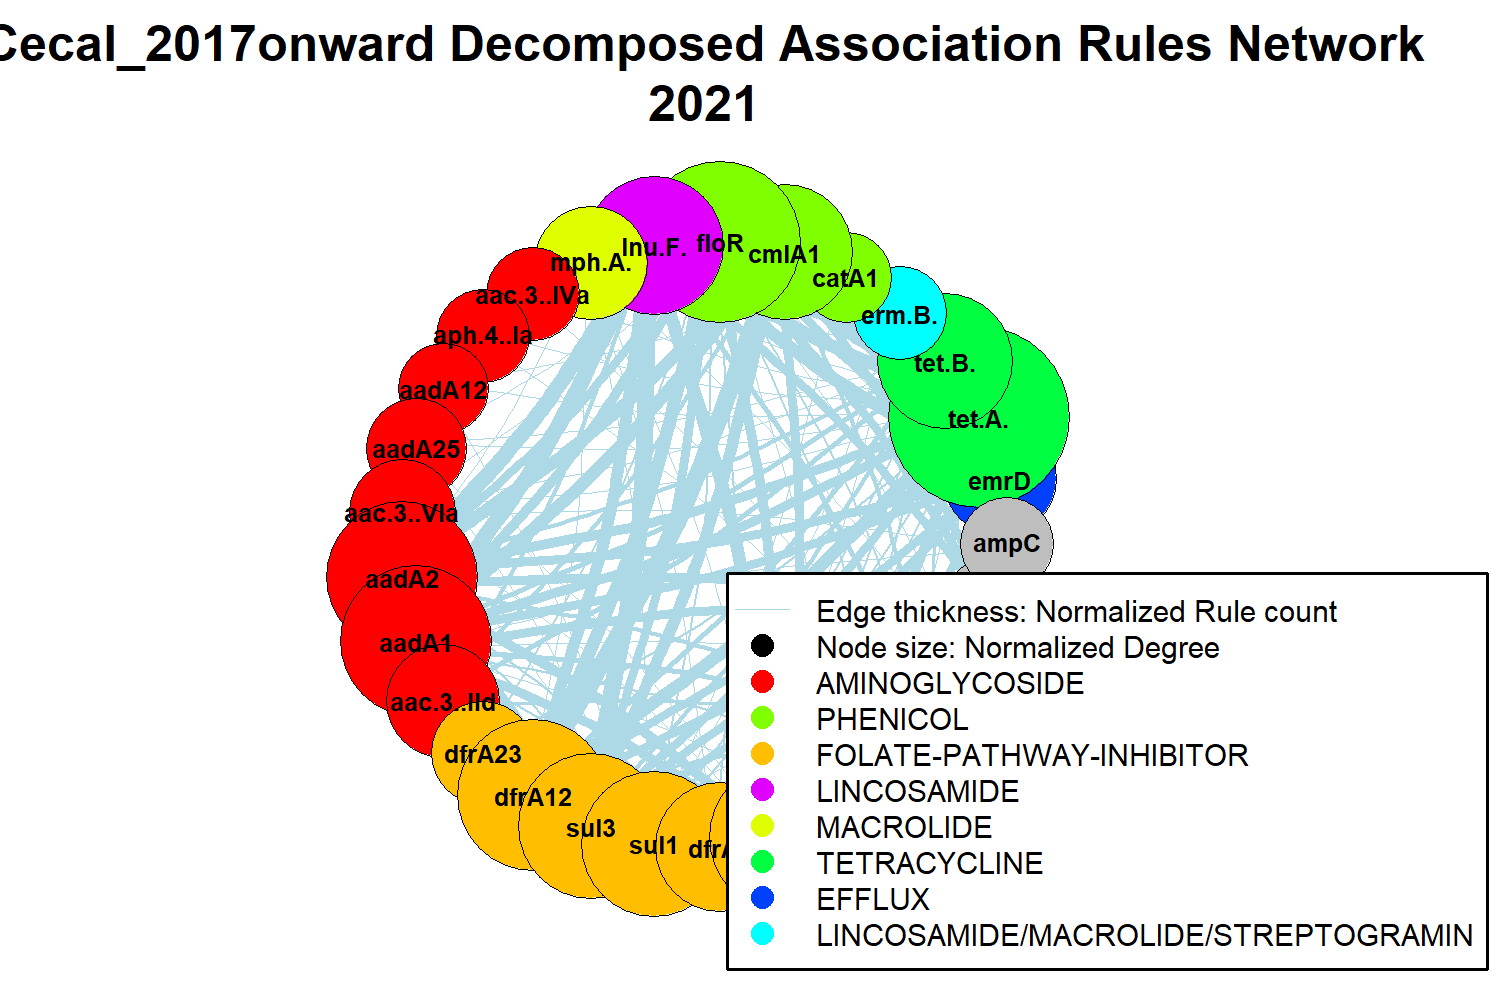 Cecal_2017onward Decomposed Association Rules Network
2021
lnu.F.
floR
cmlA1
mph.A.
catA1
aac.3..IVa
erm.B.
aph.4..Ia
tet.B.
aadA12
tet.A.
aadA25
emrD
aac.3..VIa
ampC
aadA2
aadA1
aac.3..IId
dfrA23
dfrA12
sul3
sul1
Edge thickness: Normalized Rule count
Node size: Normalized Degree
AMINOGLYCOSIDE
PHENICOL
FOLATE-PATHWAY-INHIBITOR
LINCOSAMIDE
MACROLIDE
TETRACYCLINE
EFFLUX
LINCOSAMIDE/MACROLIDE/STREPTOGRAMIN